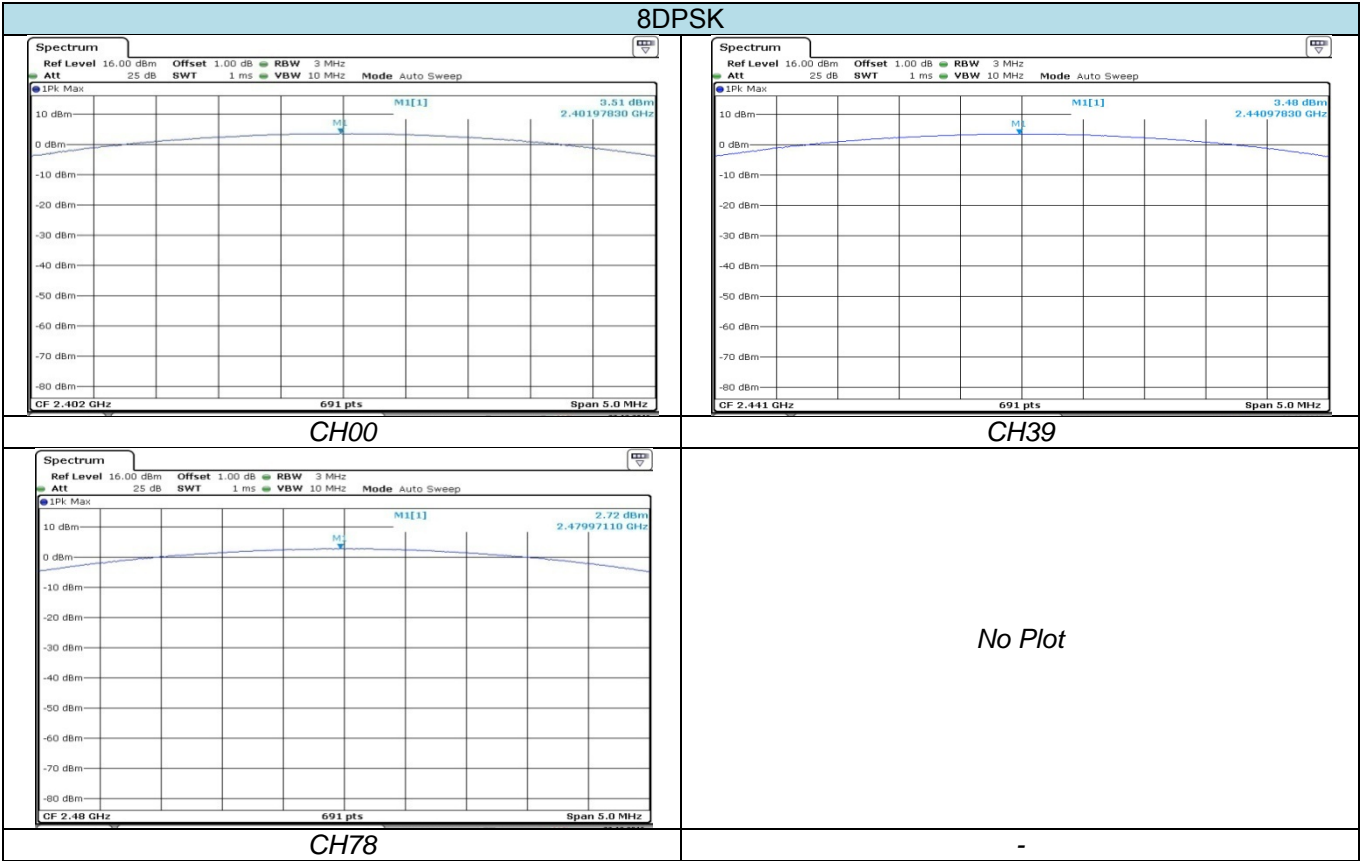 8DPSK
Spectrum
Ref Level 16.00 dBm Offset 1.00 dB RBW 3 MHz
Att 25 dB SWT 1 ms VBW 10 MHz Mode Auto Sweep
1Pk Max
M1[1] 3.51 dBm
2.40197830 GHz
M1
10 dBm
0 dBm
-10 dBm
-20 dBm
-30 dBm
-40 dBm
-50 dBm
-60 dBm
-70 dBm
-80 dBm
CF 2.402 GHz 691 pts Span 5.0 MHz
CH00
Spectrum
Ref Level 16.00 dBm Offset 1.00 dB RBW 3 MHz
Att 25 dB SWT 1 ms VBW 10 MHz Mode Auto Sweep
1Pk Max
M1[1] 3.48 dBm
2.44097830 GHz
M1
10 dBm
0 dBm
-10 dBm
-20 dBm
-30 dBm
-40 dBm
-50 dBm
-60 dBm
-70 dBm
-80 dBm
CF 2.441 GHz 691 pts Span 5.0 MHz
CH39
Spectrum
Ref Level 16.00 dBm Offset 1.00 dB RBW 3 MHz
Att 25 dB SWT 1 ms VBW 10 MHz Mode Auto Sweep
1Pk Max
M1[1] 2.72 dBm
2.47997110 GHz
M1
10 dBm
0 dBm
-10 dBm
-20 dBm
-30 dBm
-40 dBm
-50 dBm
-60 dBm
-70 dBm
-80 dBm
CF 2.48 GHz 691 pts Span 5.0 MHz
CH78
No Plot
-